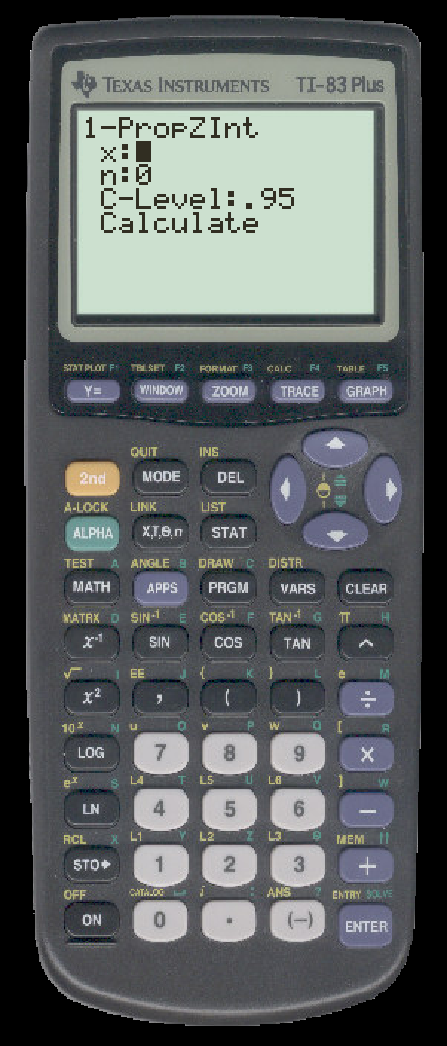 TEXAS INSTRUMENTS TI-83 Plus
1-PropZInt
x:
n:0
C-Level:.95
Calculate
STAT PLOT F1 TBLSET F2 FORMAT F3 CALC F4 TABLE F5
Y= WINDOW ZOOM TRACE GRAPH
QUIT INS
2nd MODE DEL
A-LOCK LINK LIST
ALPHA X,T,θ,n STAT
TEST A ANGLE B DRAW C DISTR
MATH APPS PRGM VARS CLEAR
MATRX D SIN⁻¹ E COS⁻¹ F TAN⁻¹ G π H
x⁻¹ SIN COS TAN ^
√ I EE J { K } L e M
x² , ( ) ÷
10ˣ N u O v P w Q [ R
LOG 7 8 9 ×
eˣ S L4 T L5 U L6 V ] W
LN 4 5 6 −
RCL X L1 Y L2 Z L3 θ MEM "
STO➧ 1 2 3 +
OFF CATALOG i : ANS ? ENTRY SOLVE
ON 0 . (−) ENTER